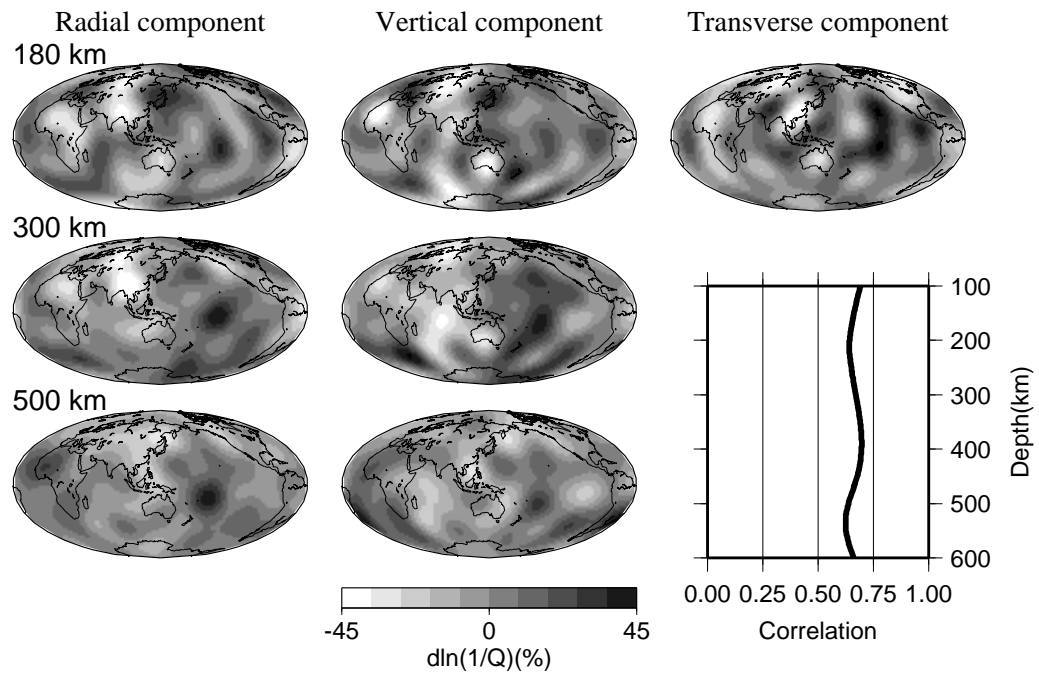 Radial component
Vertical component
Transverse component
180 km
300 km
500 km
100
200
300
400
500
600
Depth(km)
0.00 0.25 0.50 0.75 1.00
Correlation
-45 0 45
dln(1/Q)(%)